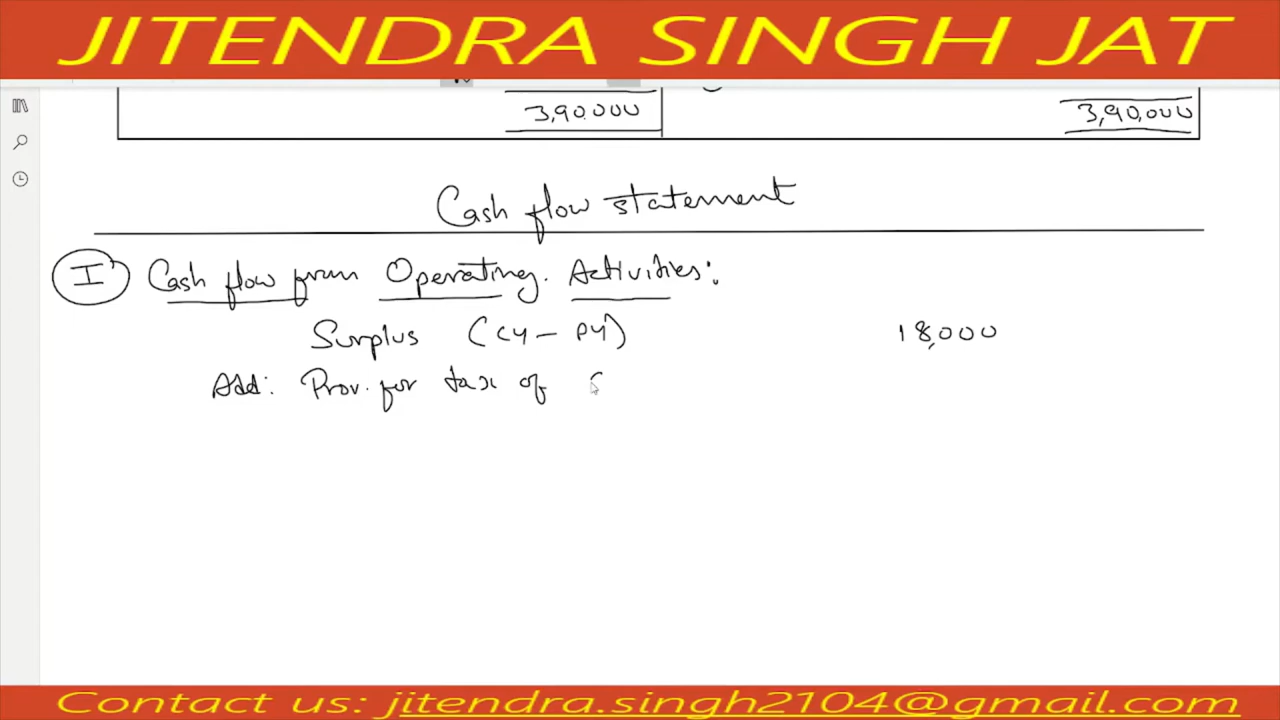 JITENDRA SINGH JAT
3,90,000 3,90,000
Cash flow statement
I Cash flow from Operating Activities:
Surplus (CY - PY) 18,000
Add: Prov. for tax of
Contact us: jitendra.singh2104@gmail.com